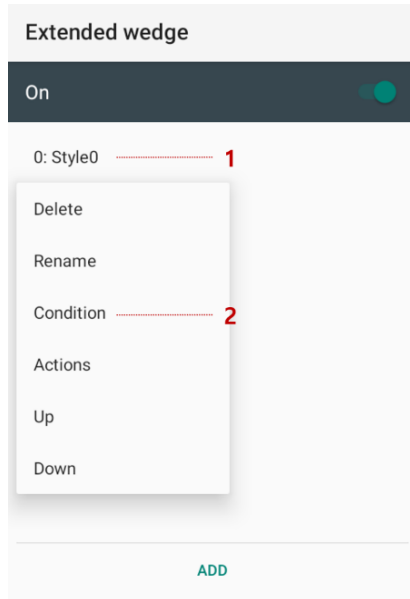 Extended wedge
On
0: Style0 1
Delete
Rename
Condition 2
Actions
Up
Down
ADD